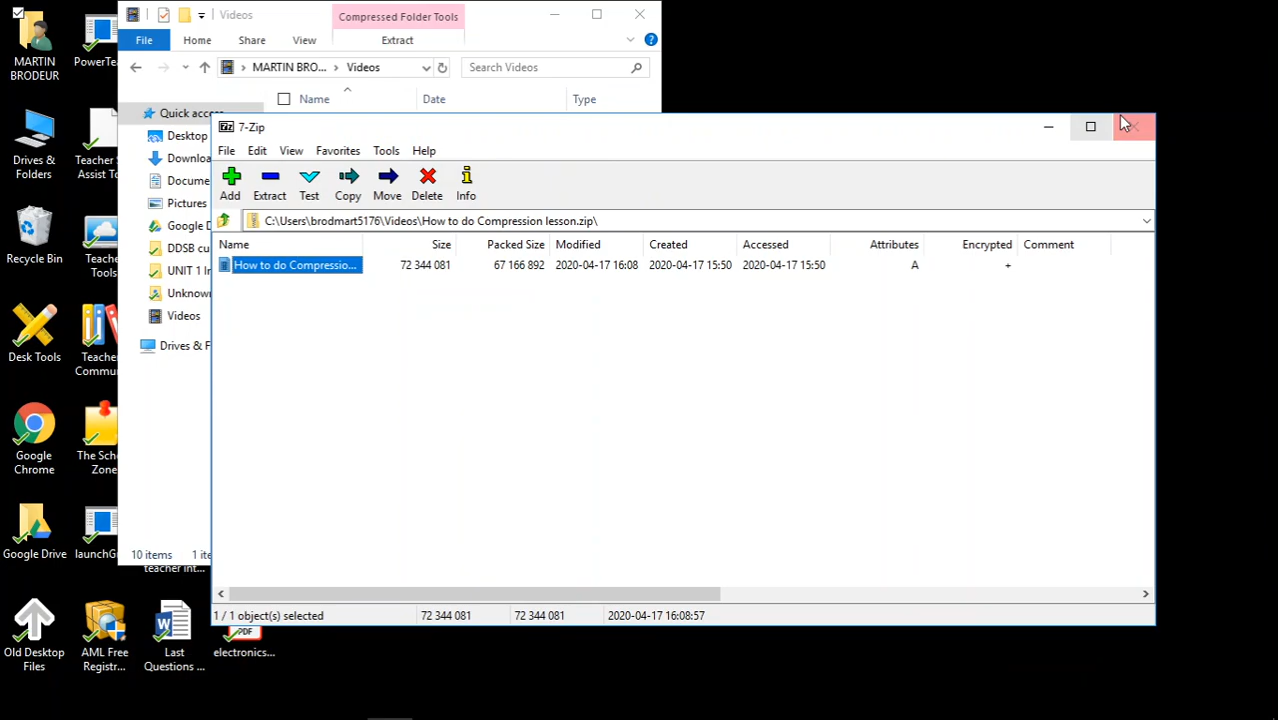 Videos
Compressed Folder Tools
File
Home
Share
View
Extract
MARTIN BRO...
Videos
Search Videos
Name
Date
Type
Quick acce
Desktop
Downloa
Docume
Pictures
Google D
DDSB cu
UNIT 1 I
Unknow
Videos
Drives & F
10 items
1 ite
MARTIN
BRODEUR
PowerTea
Drives &
Folders
Teacher S
Assist To
Recycle Bin
Teacher
Tools
Desk Tools
Teacher
Commu
Google
Chrome
The Scho
Zone
Google Drive
launchG
teacher int...
Old Desktop
Files
AML Free
Registr...
Last
Questions ...
PDF
electronics...
7z 7-Zip
File Edit View Favorites Tools Help
Add Extract Test Copy Move Delete Info
C:\Users\brodmart5176\Videos\How to do Compression lesson.zip\
Name Size Packed Size Modified Created Accessed Attributes Encrypted Comment
How to do Compressio... 72 344 081 67 166 892 2020-04-17 16:08 2020-04-17 15:50 2020-04-17 15:50 A +
1 / 1 object(s) selected 72 344 081 72 344 081 2020-04-17 16:08:57